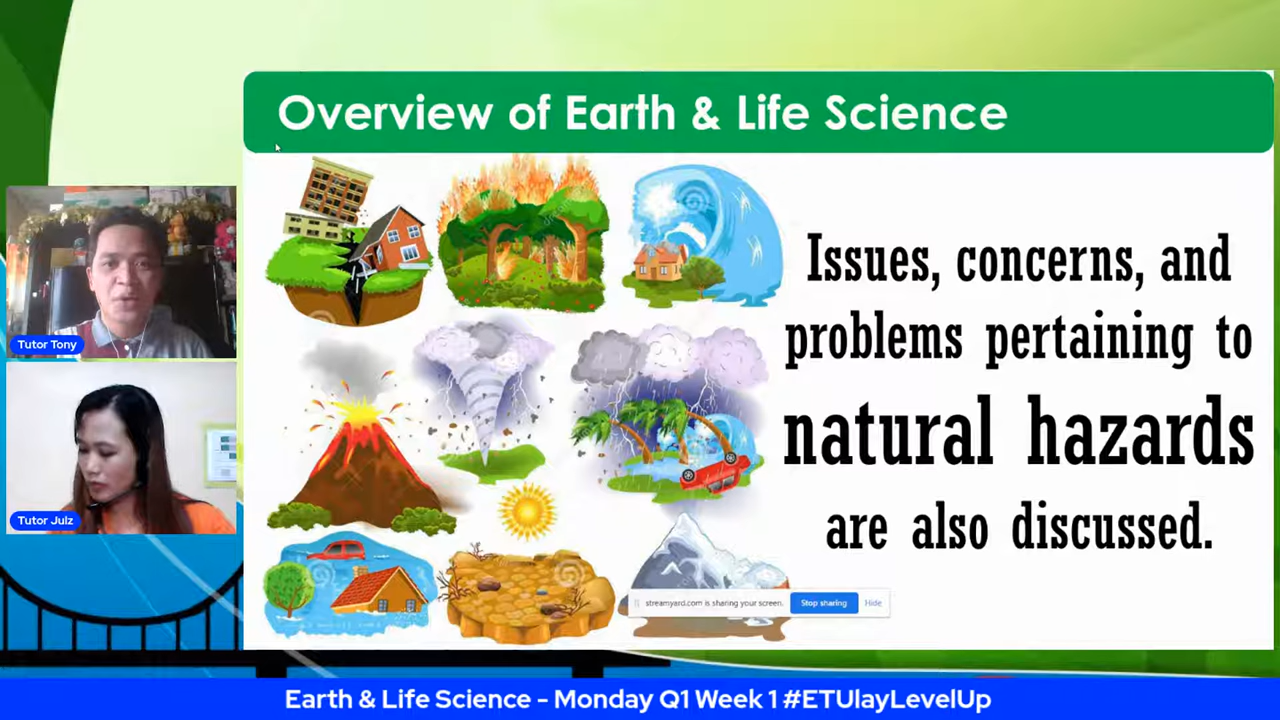 Overview of Earth & Life Science
Issues, concerns, and
problems pertaining to
natural hazards
are also discussed.
Tutor Tony
Tutor Julz
streamyard.com is sharing your screen.
Stop sharing
Hide
Earth & Life Science - Monday Q1 Week 1 #ETUlayLevelUp